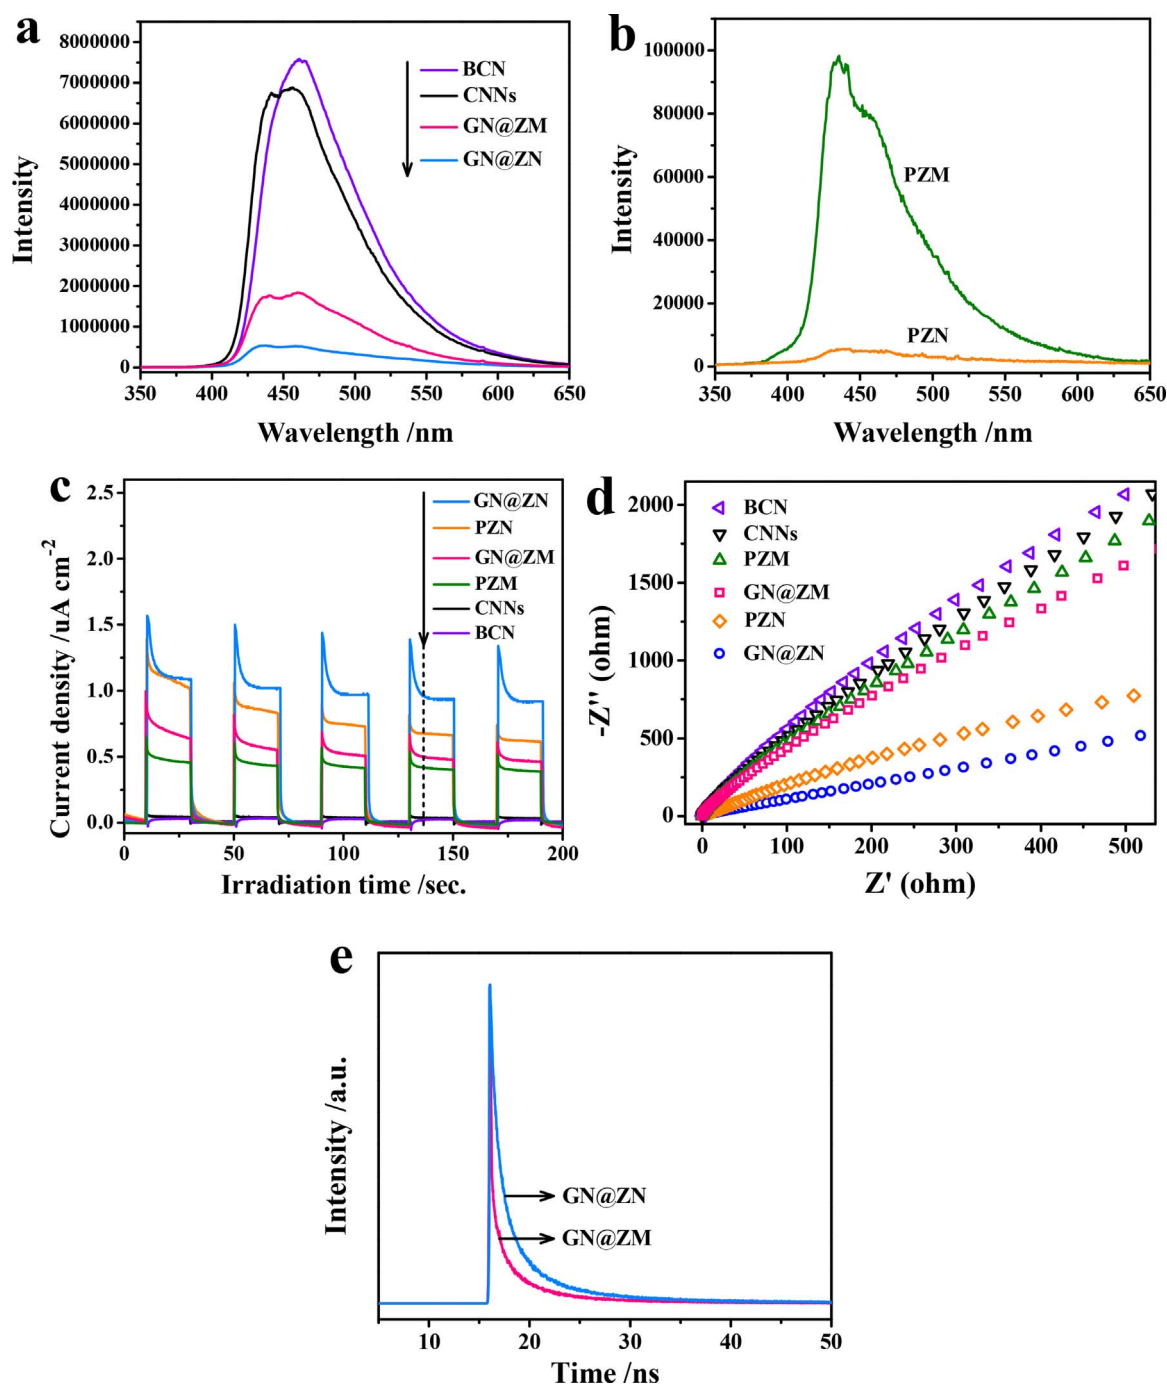 a
8000000
7000000
6000000
5000000
4000000
3000000
2000000
1000000
0
350 400 450 500 550 600 650
Intensity
Wavelength /nm
BCN
CNNs
GN@ZM
GN@ZN
b
100000
80000
60000
40000
20000
0
350 400 450 500 550 600 650
Intensity
Wavelength /nm
PZM
PZN
c
2.5
2.0
1.5
1.0
0.5
0.0
0 50 100 150 200
Current density /uA cm⁻²
Irradiation time /sec.
GN@ZN
PZN
GN@ZM
PZM
CNNs
BCN
d
2000
1500
1000
500
0
0 100 200 300 400 500
-Z'' (ohm)
Z' (ohm)
BCN
CNNs
PZM
GN@ZM
PZN
GN@ZN
e
Intensity /a.u.
GN@ZN
GN@ZM
10 20 30 40 50
Time /ns